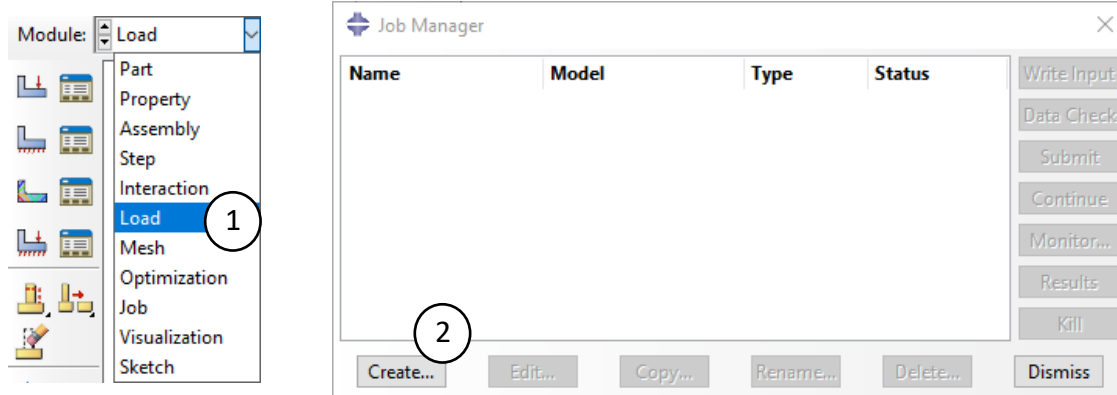 Module: Load
Part
Property
Assembly
Step
Interaction
Load
1
Mesh
Optimization
Job
Visualization
Sketch
Job Manager
Name Model Type Status
Write Input
Data Check
Submit
Continue
Monitor...
Results
Kill
2
Create... Edit... Copy... Rename... Delete... Dismiss